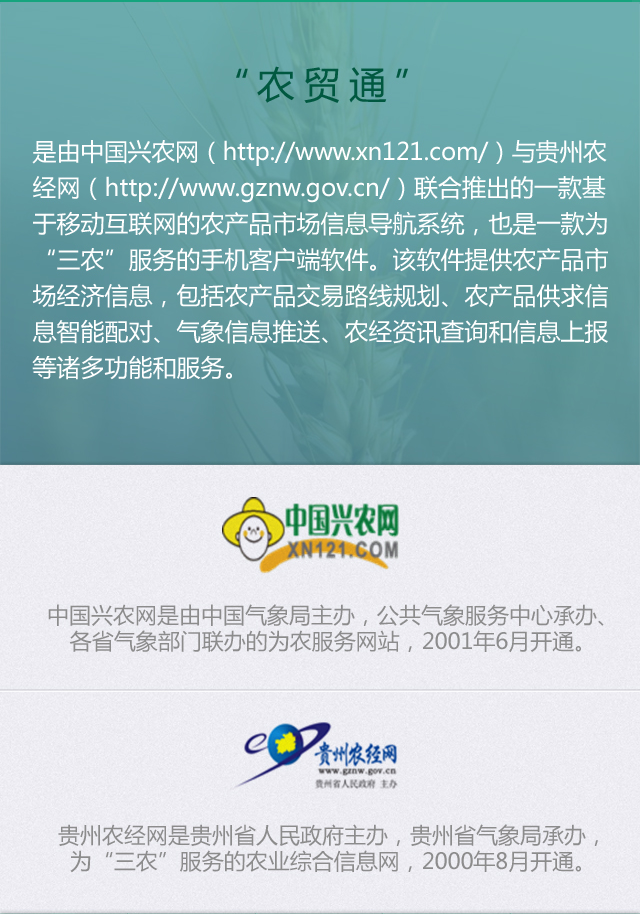 “农贸通”
是由中国兴农网（http://www.xn121.com/）与贵州农
经网（http://www.gznw.gov.cn/）联合推出的一款基
于移动互联网的农产品市场信息导航系统，也是一款为
“三农”服务的手机客户端软件。该软件提供农产品市
场经济信息，包括农产品交易路线规划、农产品供求信
息智能配对、气象信息推送、农经资讯查询和信息上报
等诸多功能和服务。
中国兴农网
XN121.COM
中国兴农网是由中国气象局主办，公共气象服务中心承办、
各省气象部门联办的为农服务网站，2001年6月开通。
贵州农经网
www.gznw.gov.cn
贵州省人民政府 主办
贵州农经网是贵州省人民政府主办，贵州省气象局承办，
为“三农”服务的农业综合信息网，2000年8月开通。